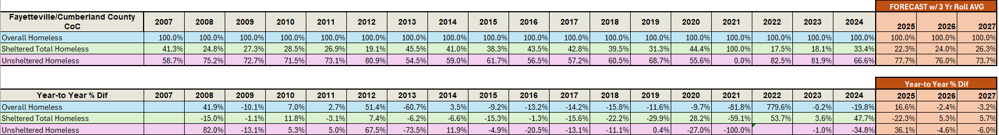 FORECAST w/ 3 Yr Roll AVG
Fayetteville/Cumberland County CoC 2007 2008 2009 2010 2011 2012 2013 2014 2015 2016 2017 2018 2019 2020 2021 2022 2023 2024 2025 2026 2027
Overall Homeless 100.0% 100.0% 100.0% 100.0% 100.0% 100.0% 100.0% 100.0% 100.0% 100.0% 100.0% 100.0% 100.0% 100.0% 100.0% 100.0% 100.0% 100.0% 100.0% 100.0% 100.0%
Sheltered Total Homeless 41.3% 24.8% 27.3% 28.5% 26.9% 19.1% 45.5% 41.0% 38.3% 43.5% 42.8% 39.5% 31.3% 44.4% 100.0% 17.5% 18.1% 33.4% 22.3% 24.0% 26.3%
Unsheltered Homeless 58.7% 75.2% 72.7% 71.5% 73.1% 80.9% 54.5% 59.0% 61.7% 56.5% 57.2% 60.5% 68.7% 55.6% 0.0% 82.5% 81.9% 66.6% 77.7% 76.0% 73.7%
Year-to Year % Dif
Year-to Year % Dif 2007 2008 2009 2010 2011 2012 2013 2014 2015 2016 2017 2018 2019 2020 2021 2022 2023 2024 2025 2026 2027
Overall Homeless 41.9% -10.1% 7.0% 2.7% 51.4% -60.7% 3.5% -9.2% -13.2% -14.2% -15.8% -11.6% -9.7% -81.8% 779.6% -0.2% -19.8% 16.6% -2.4% -3.2%
Sheltered Total Homeless -15.0% -1.1% 11.8% -3.1% 7.4% -6.2% -6.6% -15.3% -1.3% -15.6% -22.2% -29.9% 28.2% -59.1% 53.7% 3.6% 47.7% -22.3% 5.3% 5.7%
Unsheltered Homeless 82.0% -13.1% 5.3% 5.0% 67.5% -73.5% 11.9% -4.9% -20.5% -13.1% -11.1% 0.4% -27.0% -100.0% -1.0% -34.8% 36.1% -4.6% -6.0%